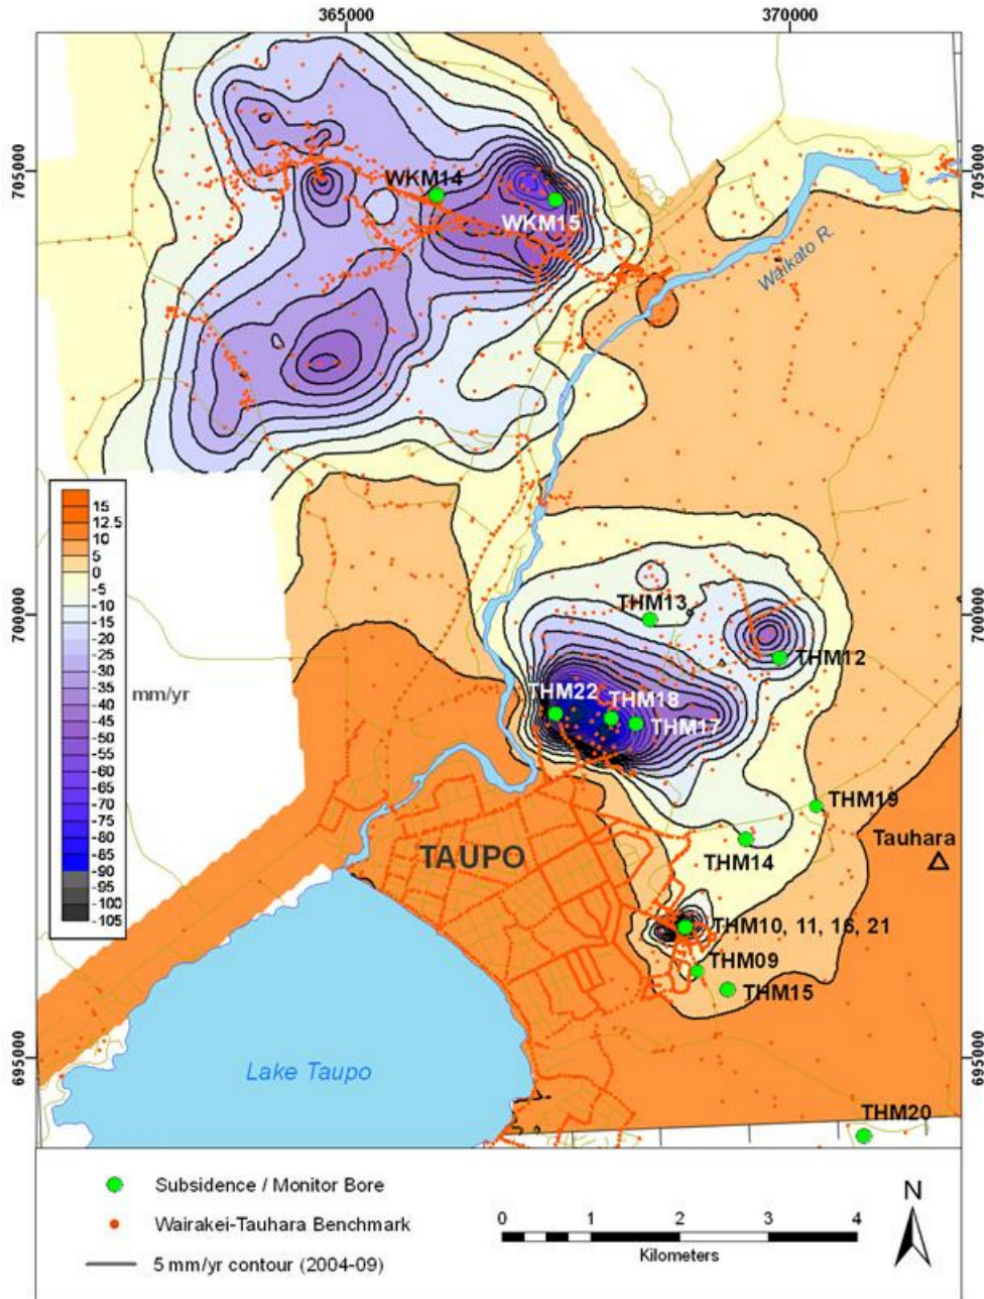 365000
370000
705000
705000
WKM14
WKM15
Waikato R.
15
12.5
10
5
0
-5
-10
-15
-20
-25
-30
-35
-40
-45
-50
-55
-60
-65
-70
-75
-80
-85
-90
-95
-100
-105
mm/yr
700000
700000
THM13
THM12
THM22
THM18
THM17
THM19
Tauhara
TAUPO
THM14
THM10, 11, 16, 21
THM09
THM15
695000
695000
Lake Taupo
THM20
Subsidence / Monitor Bore
Wairakei-Tauhara Benchmark
5 mm/yr contour (2004-09)
0 1 2 3 4
Kilometers
N